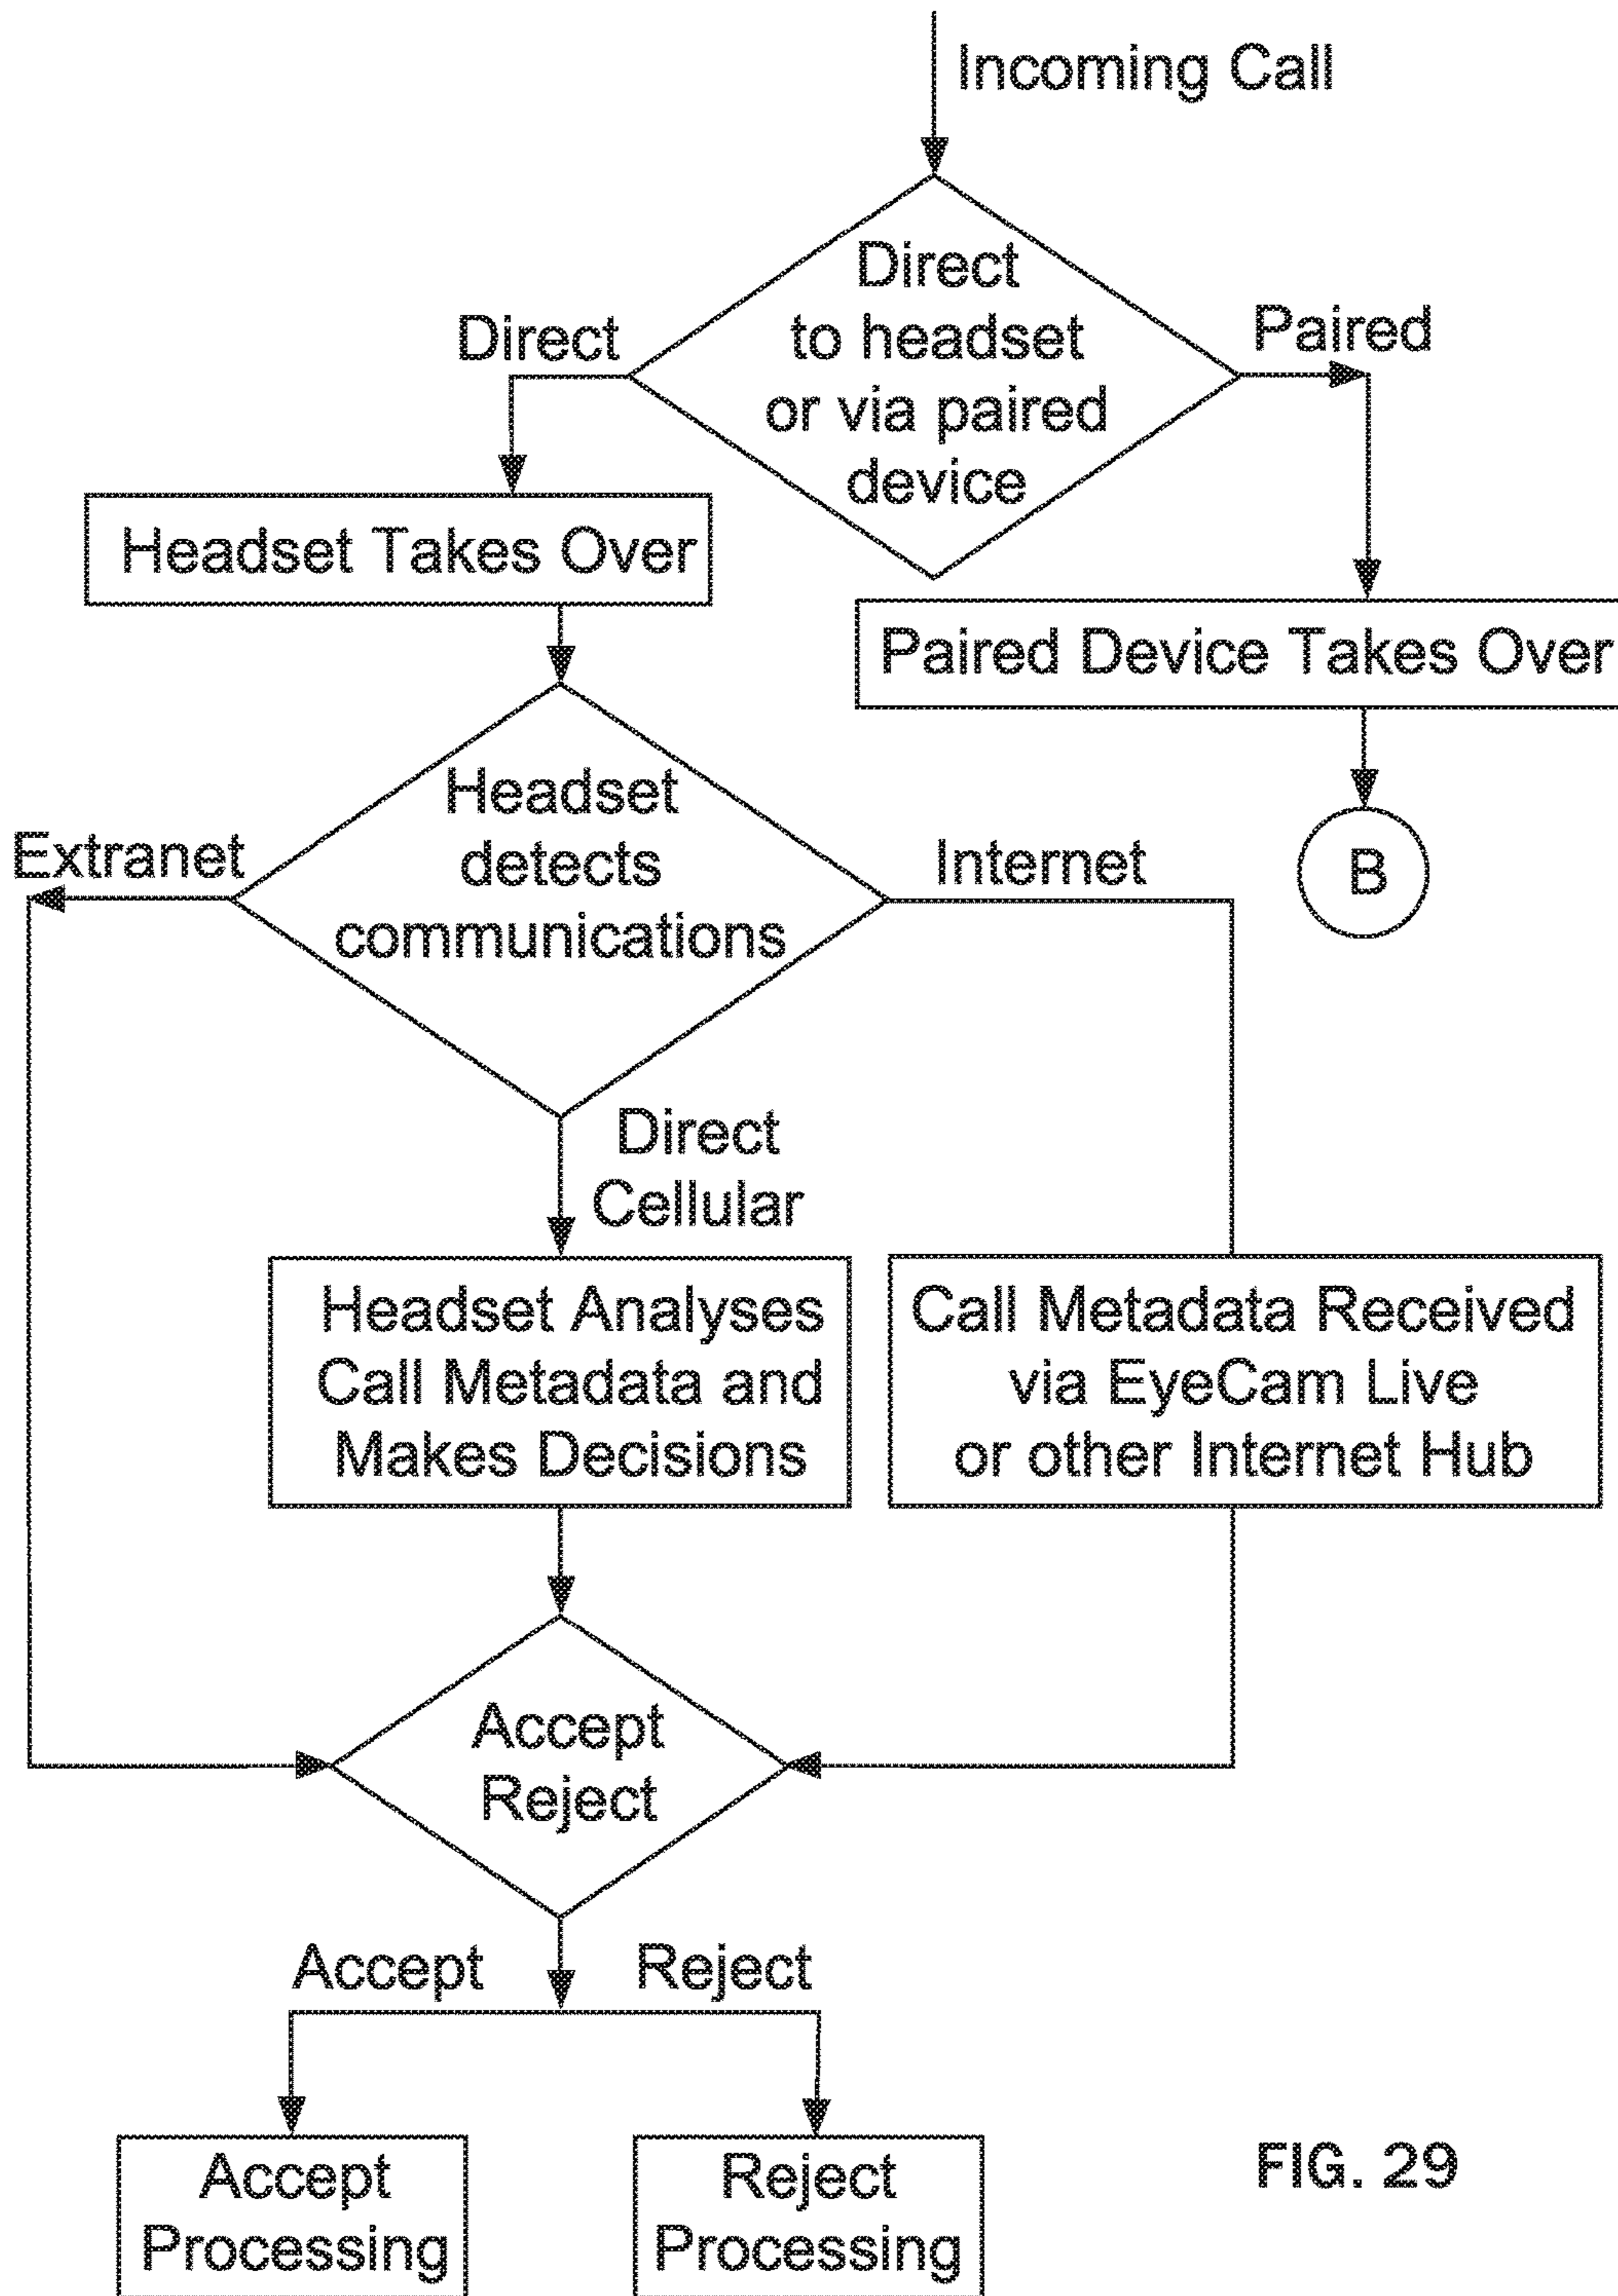 Incoming Call
Direct
to headset
or via paired
device
Direct
Paired
Headset Takes Over
Paired Device Takes Over
B
Headset
detects
communications
Extranet
Internet
Direct
Cellular
Headset Analyses
Call Metadata and
Makes Decisions
Call Metadata Received
via EyeCam Live
or other Internet Hub
Accept
Reject
Accept
Reject
Accept
Processing
Reject
Processing
FIG. 29